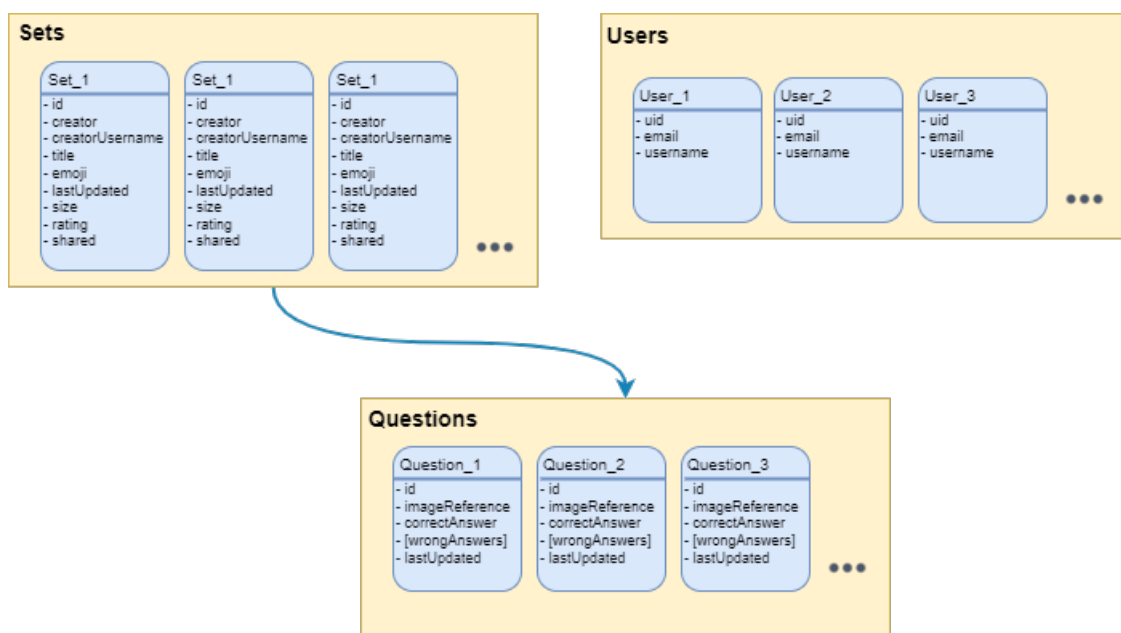 Sets
Set_1
- id
- creator
- creatorUsername
- title
- emoji
- lastUpdated
- size
- rating
- shared
Set_1
- id
- creator
- creatorUsername
- title
- emoji
- lastUpdated
- size
- rating
- shared
Set_1
- id
- creator
- creatorUsername
- title
- emoji
- lastUpdated
- size
- rating
- shared
Users
User_1
- uid
- email
- username
User_2
- uid
- email
- username
User_3
- uid
- email
- username
Questions
Question_1
- id
- imageReference
- correctAnswer
- [wrongAnswers]
- lastUpdated
Question_2
- id
- imageReference
- correctAnswer
- [wrongAnswers]
- lastUpdated
Question_3
- id
- imageReference
- correctAnswer
- [wrongAnswers]
- lastUpdated